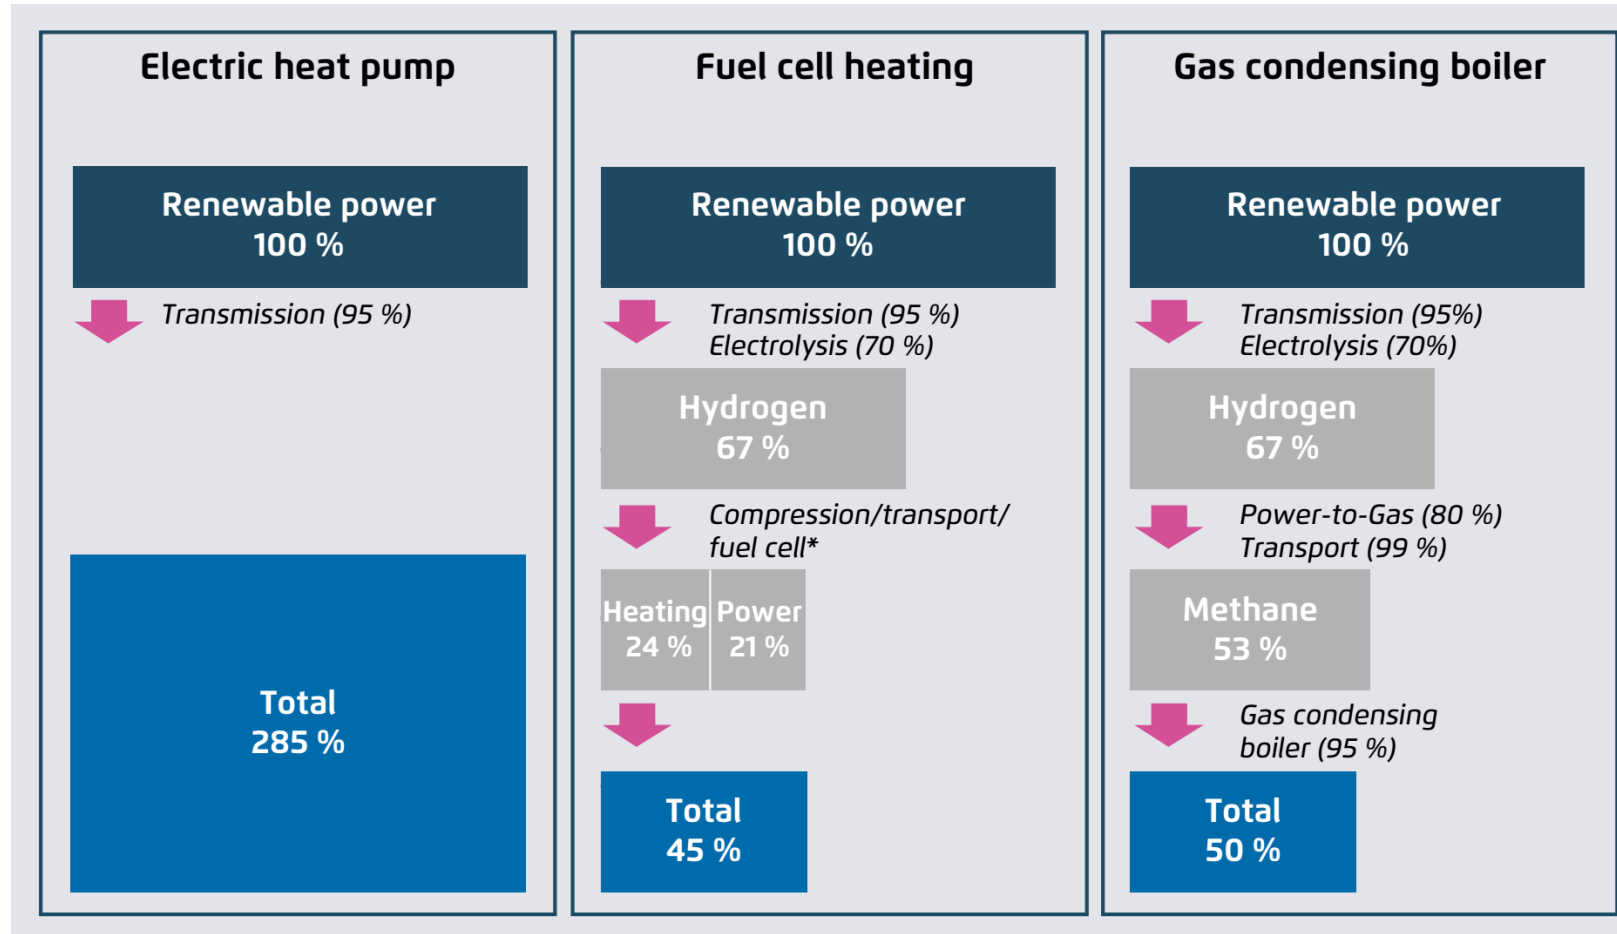 Electric heat pump
Renewable power
100 %
Transmission (95 %)
Total
285 %
Fuel cell heating
Renewable power
100 %
Transmission (95 %)
Electrolysis (70 %)
Hydrogen
67 %
Compression/transport/
fuel cell*
Heating
24 %
Power
21 %
Total
45 %
Gas condensing boiler
Renewable power
100 %
Transmission (95%)
Electrolysis (70%)
Hydrogen
67 %
Power-to-Gas (80 %)
Transport (99 %)
Methane
53 %
Gas condensing
boiler (95 %)
Total
50 %